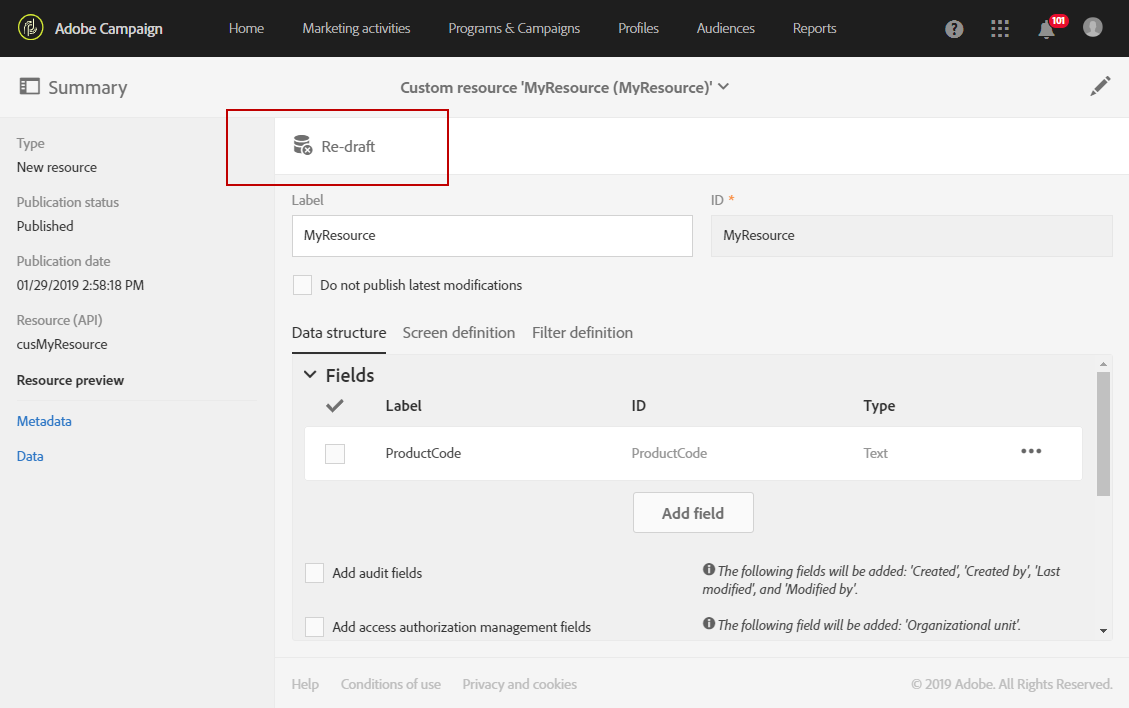 Adobe Campaign Home Marketing activities Programs & Campaigns Profiles Audiences Reports ? 101
Summary Custom resource 'MyResource (MyResource)'
Type
New resource
Publication status
Published
Publication date
01/29/2019 2:58:18 PM
Resource (API)
cusMyResource
Resource preview
Metadata
Data
Re-draft
Label ID *
MyResource MyResource
Do not publish latest modifications
Data structure Screen definition Filter definition
Fields
Label ID Type
ProductCode ProductCode Text
Add field
Add audit fields
The following fields will be added: 'Created', 'Created by', 'Last
modified', and 'Modified by'.
Add access authorization management fields
The following field will be added: 'Organizational unit'.
Help Conditions of use Privacy and cookies © 2019 Adobe. All Rights Reserved.